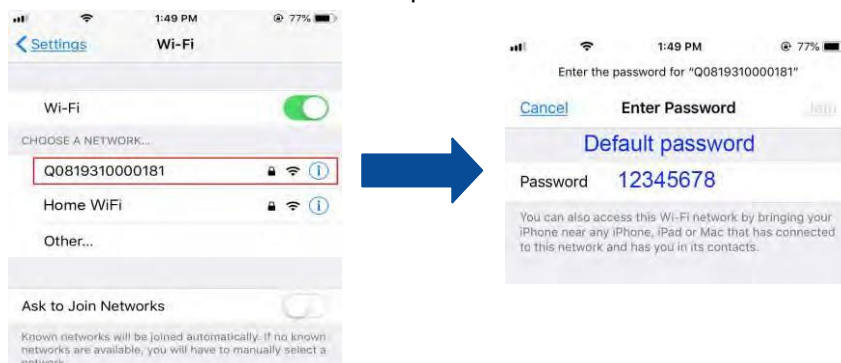 1:49 PM
77%
Settings
Wi-Fi
Wi-Fi
CHOOSE A NETWORK...
Q0819310000181
Home WiFi
Other...
Ask to Join Networks
Known networks will be joined automatically. If no known
networks are available, you will have to manually select a
network.
1:49 PM
77%
Enter the password for "Q0819310000181"
Cancel
Enter Password
Join
Default password
Password
12345678
You can also access this Wi-Fi network by bringing your
iPhone near any iPhone, iPad or Mac that has connected
to this network and has you in its contacts.